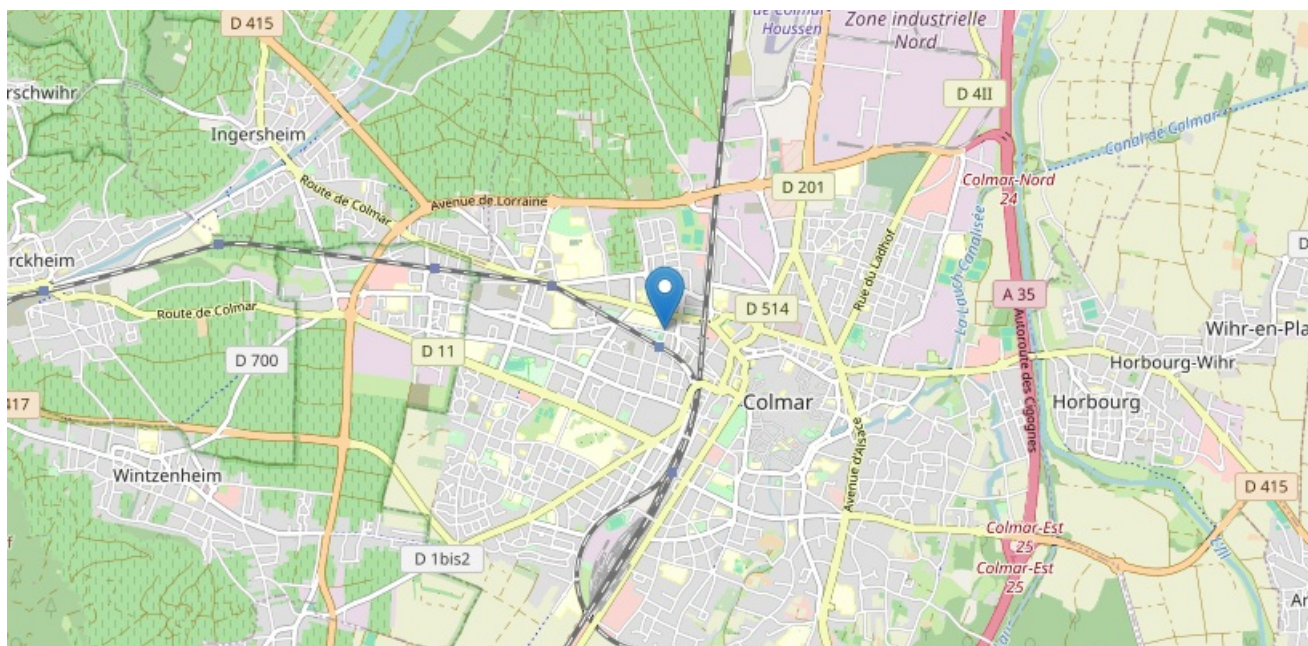 D 415
de Colmar
Houssen
Zone industrielle
Nord
rschwihr
D 4II
Ingersheim
Canal de Colmar
Colmar-Nord
24
Route de Colmar
D 201
Avenue de Lorraine
rckheim
La Lauch Canalisée
Rue du Ladhof
A 35
Autoroute des Cigognes
Route de Colmar
D 514
Wihr-en-Pla
D 11
D 700
Horbourg-Wihr
417
Colmar
Horbourg
Wintzenheim
Avenue d'Alsace
D 415
Colmar-Est
25
Colmar-Est
25
L'Ill
D 1bis2